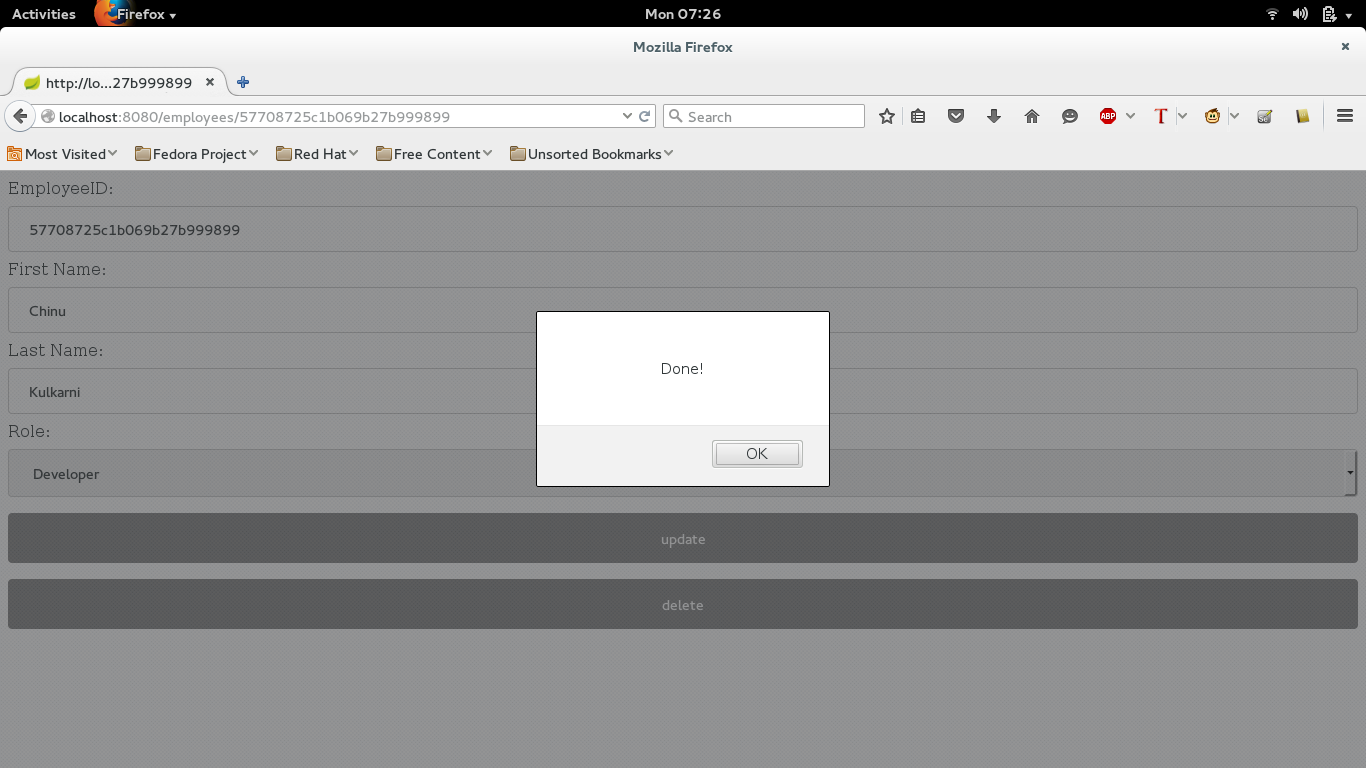 Activities Firefox Mon 07:26
Mozilla Firefox
http://lo...27b999899
localhost:8080/employees/57708725c1b069b27b999899 Search ABP T Se
Most Visited Fedora Project Red Hat Free Content Unsorted Bookmarks
EmployeeID:
57708725c1b069b27b999899
First Name:
Chinu
Last Name:
Kulkarni
Role:
Developer
update
delete
Done!
OK